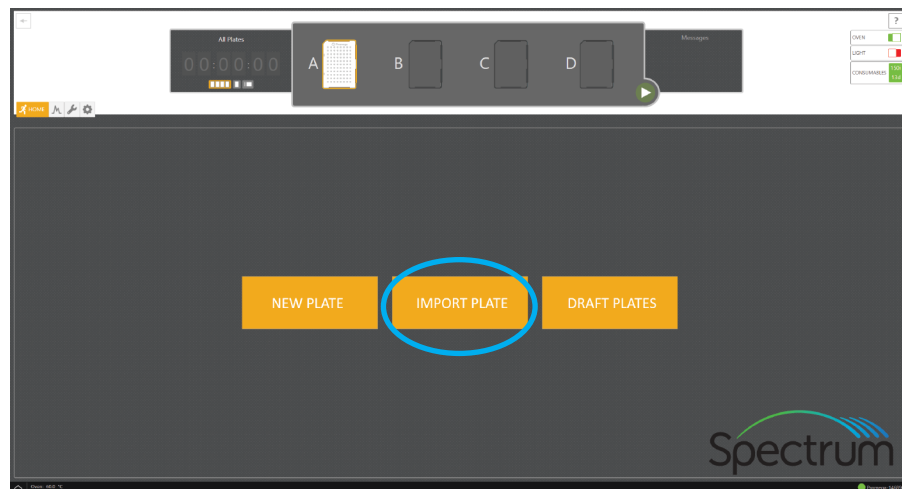 ?
All Plates
Messages
OVEN
00:00:00
A
B
C
D
LIGHT
CONSUMABLES
HOME
NEW PLATE
IMPORT PLATE
DRAFT PLATES
Spectrum